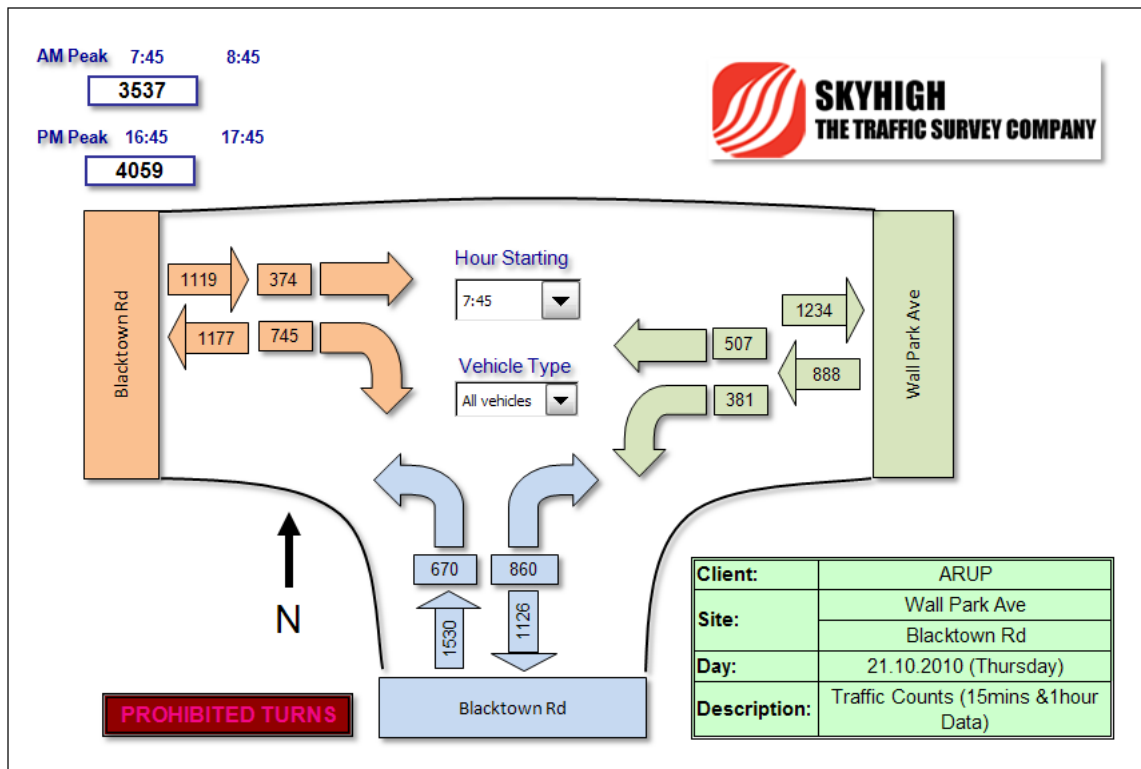 AM Peak 7:45 8:45
3537
PM Peak 16:45 17:45
4059
SKYHIGH
THE TRAFFIC SURVEY COMPANY
Blacktown Rd
1119 374
1177 745
Hour Starting
7:45
Vehicle Type
All vehicles
1234
507
888
381
Wall Park Ave
670 860
1530 1126
N
Blacktown Rd
PROHIBITED TURNS
Client: ARUP
Site: Wall Park Ave
Blacktown Rd
Day: 21.10.2010 (Thursday)
Description: Traffic Counts (15mins &1hour
Data)